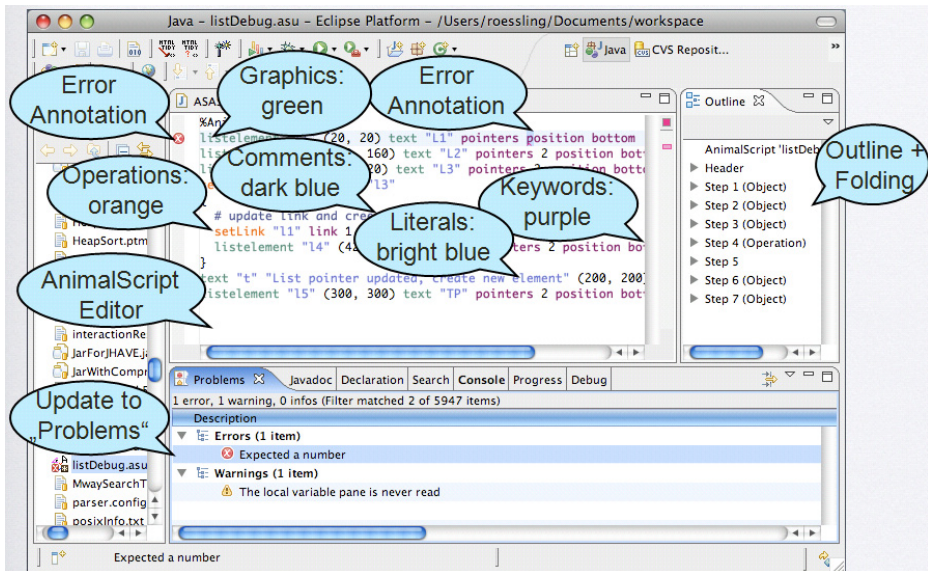 Java – listDebug.asu – Eclipse Platform – /Users/roessling/Documents/workspace
Java
CVS Reposit...
»
Error
Annotation
Graphics:
green
Error
Annotation
Comments:
dark blue
Operations:
orange
Keywords:
purple
Literals:
bright blue
Outline +
Folding
AnimalScript
Editor
Update to
„Problems“
listelement (20, 20) text "L1" pointers position bottom
160) text "L2" pointers 2 position bot
20) text "L3" pointers 2 position bot
"l3"
# update link and cre
setLink "l1" link 1
listelement "l4" (42 rs 2 position bot
}
text "t" "List pointer updated, create new element" (200, 200)
listelement "l5" (300, 300) text "TP" pointers 2 position bott
Outline
AnimalScript 'listDeb
Header
Step 1 (Object)
Step 2 (Object)
Step 3 (Object)
Step 4 (Operation)
Step 5
Step 6 (Object)
Step 7 (Object)
HeapSort.ptm
interactionRe
JarForJHAVE.ja
JarWithCompr
listDebug.asu
MwaySearchT
parser.config
posixInfo.txt
Problems Javadoc Declaration Search Console Progress Debug
1 error, 1 warning, 0 infos (Filter matched 2 of 5947 items)
Description
Errors (1 item)
Expected a number
Warnings (1 item)
The local variable pane is never read
Expected a number